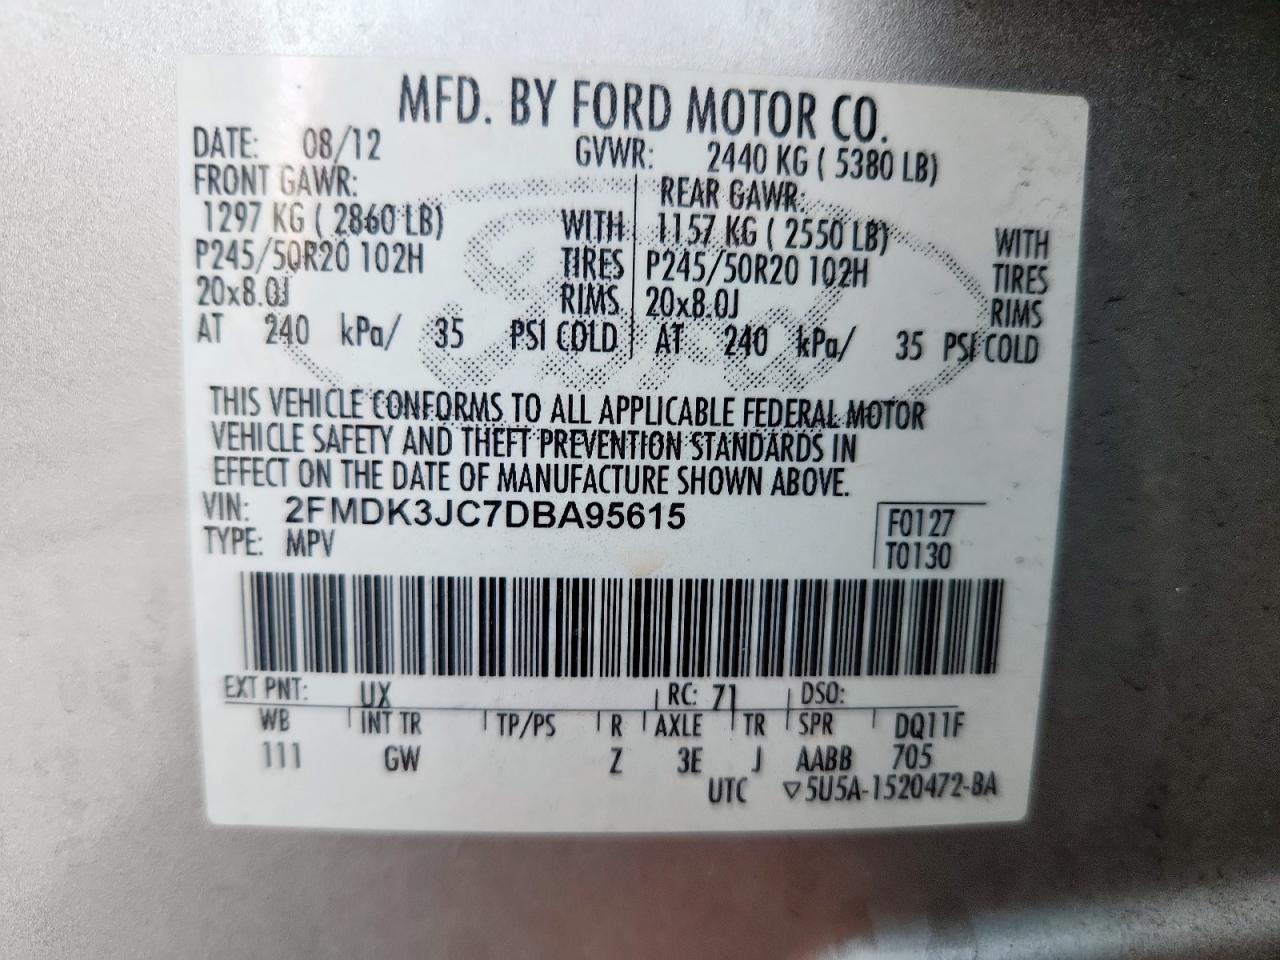 MFD. BY FORD MOTOR CO.
DATE: 08/12 GVWR: 2440 KG ( 5380 LB)
FRONT GAWR: REAR GAWR:
1297 KG ( 2860 LB) WITH 1157 KG ( 2550 LB) WITH
P245/50R20 102H TIRES P245/50R20 102H TIRES
20x8.0J RIMS 20x8.0J RIMS
AT 240 kPa/ 35 PSI COLD AT 240 kPa/ 35 PSI COLD
THIS VEHICLE CONFORMS TO ALL APPLICABLE FEDERAL MOTOR
VEHICLE SAFETY AND THEFT PREVENTION STANDARDS IN
EFFECT ON THE DATE OF MANUFACTURE SHOWN ABOVE.
VIN: 2FMDK3JC7DBA95615 F0127
TYPE: MPV T0130
EXT PNT: UX RC: 71 DSO:
WB INT TR TP/PS R AXLE TR SPR DQ11F
111 GW Z 3E J AABB 705
UTC ▽5U5A-1520472-BA